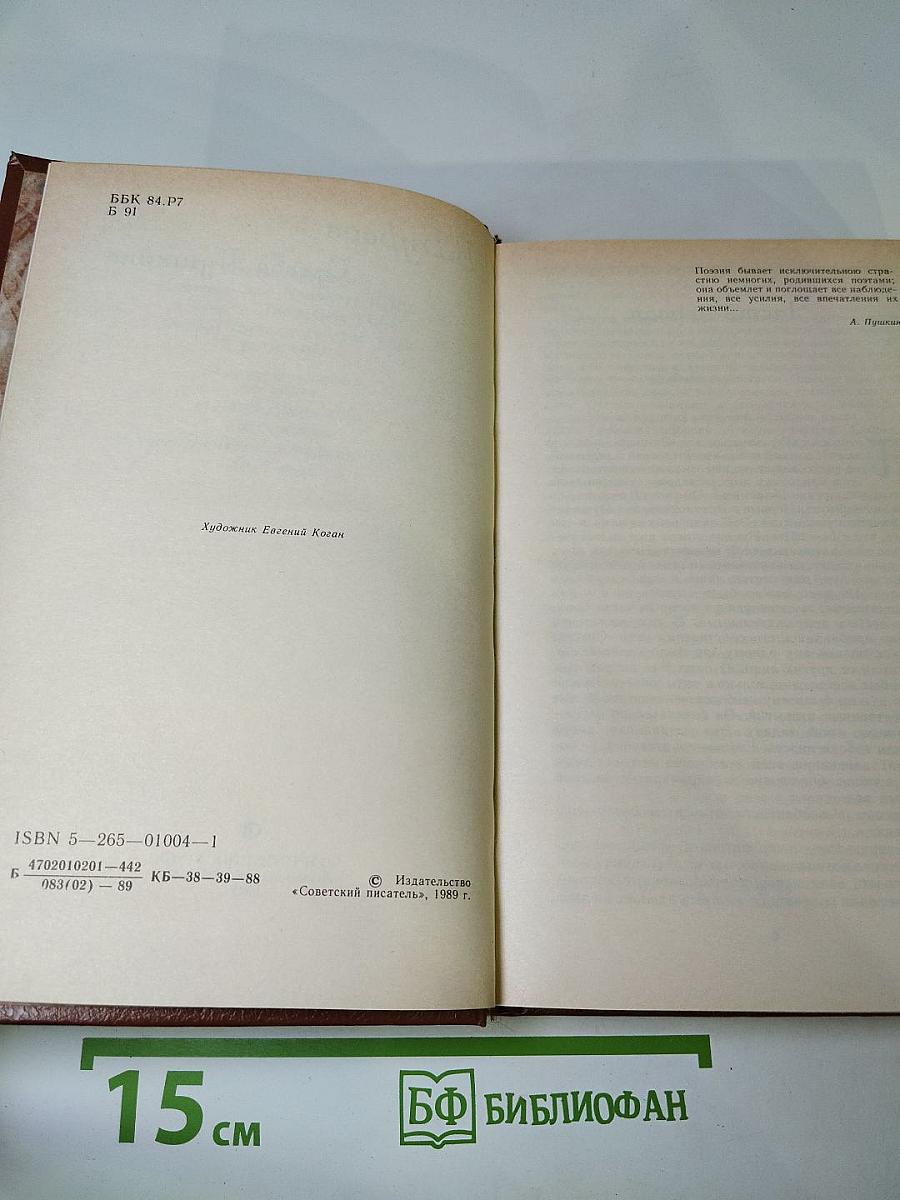 ББК 84.Р7
Б 91
Художник Евгений Коган
ISBN 5—265—01004—1
Б 4702010201—442 КБ—38—39—88
083(02) — 89
© Издательство
«Советский писатель», 1989 г.
Поэзия бывает исключительною стра-
стию немногих, родившихся поэтами;
она объемлет и поглощает все наблюде-
ния, все усилия, все впечатления их
жизни...
А. Пушкин
15 см
БФ БИБЛИОФАН